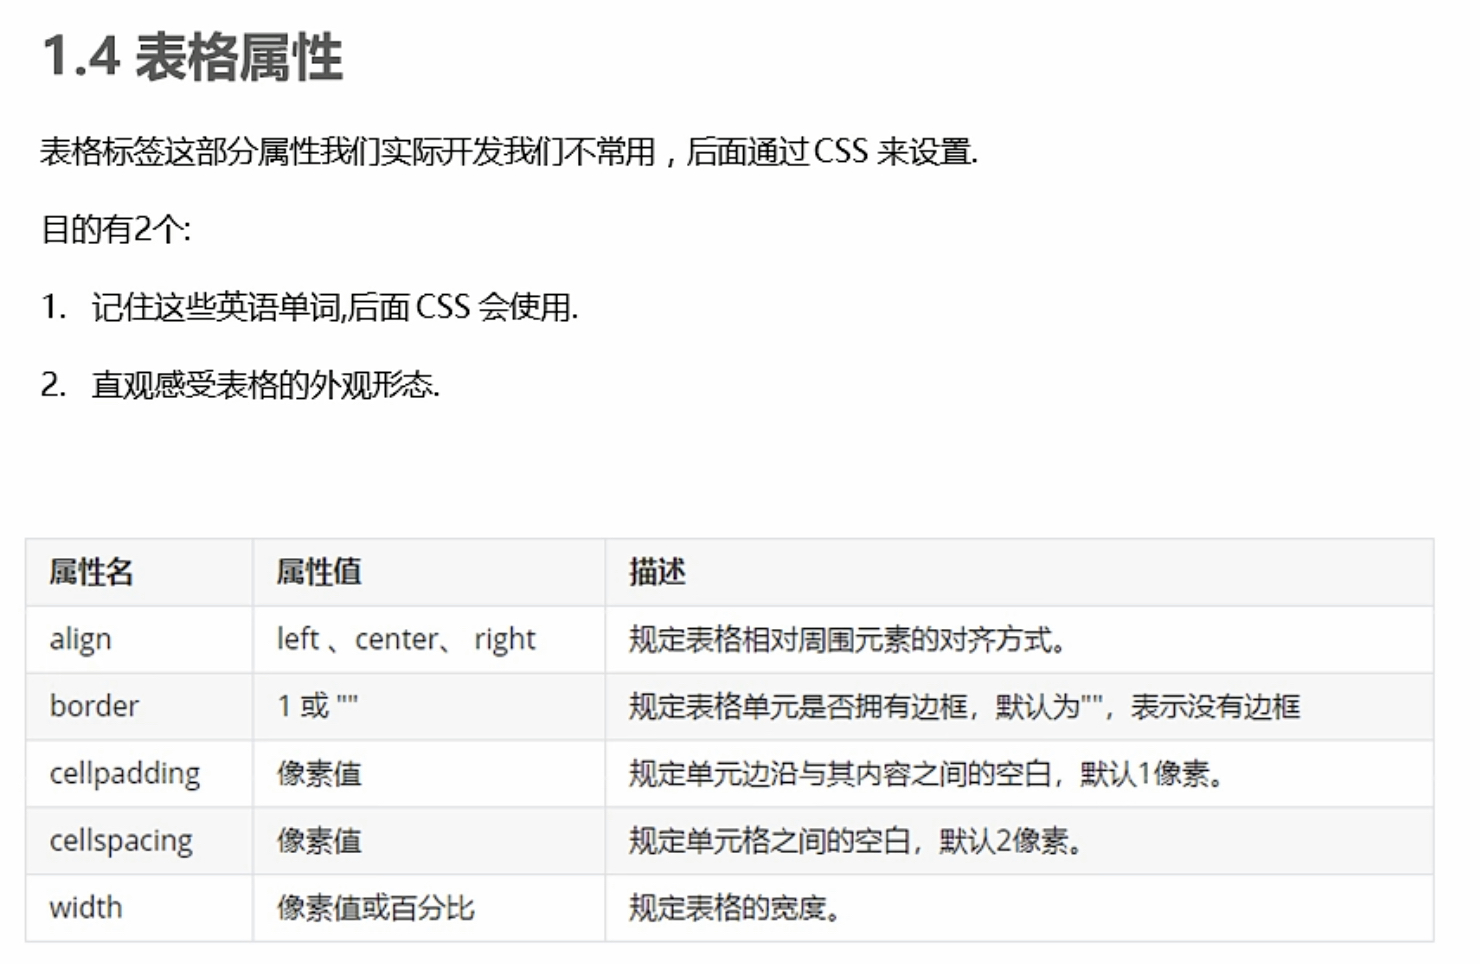 1.4 表格属性
表格标签这部分属性我们实际开发我们不常用，后面通过CSS 来设置.
目的有2个:
1. 记住这些英语单词,后面 CSS 会使用.
2. 直观感受表格的外观形态.
属性名 属性值 描述
align left 、center、 right 规定表格相对周围元素的对齐方式。
border 1 或 "" 规定表格单元是否拥有边框，默认为""，表示没有边框
cellpadding 像素值 规定单元边沿与其内容之间的空白，默认1像素。
cellspacing 像素值 规定单元格之间的空白，默认2像素。
width 像素值或百分比 规定表格的宽度。